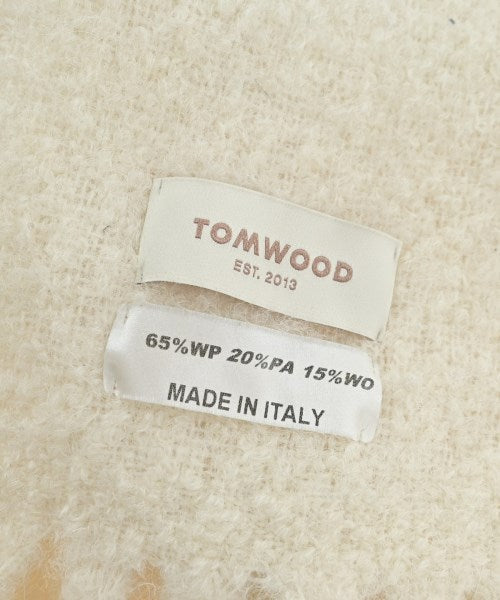 TOMWOOD
EST. 2013
65%WP 20%PA 15%WO
MADE IN ITALY